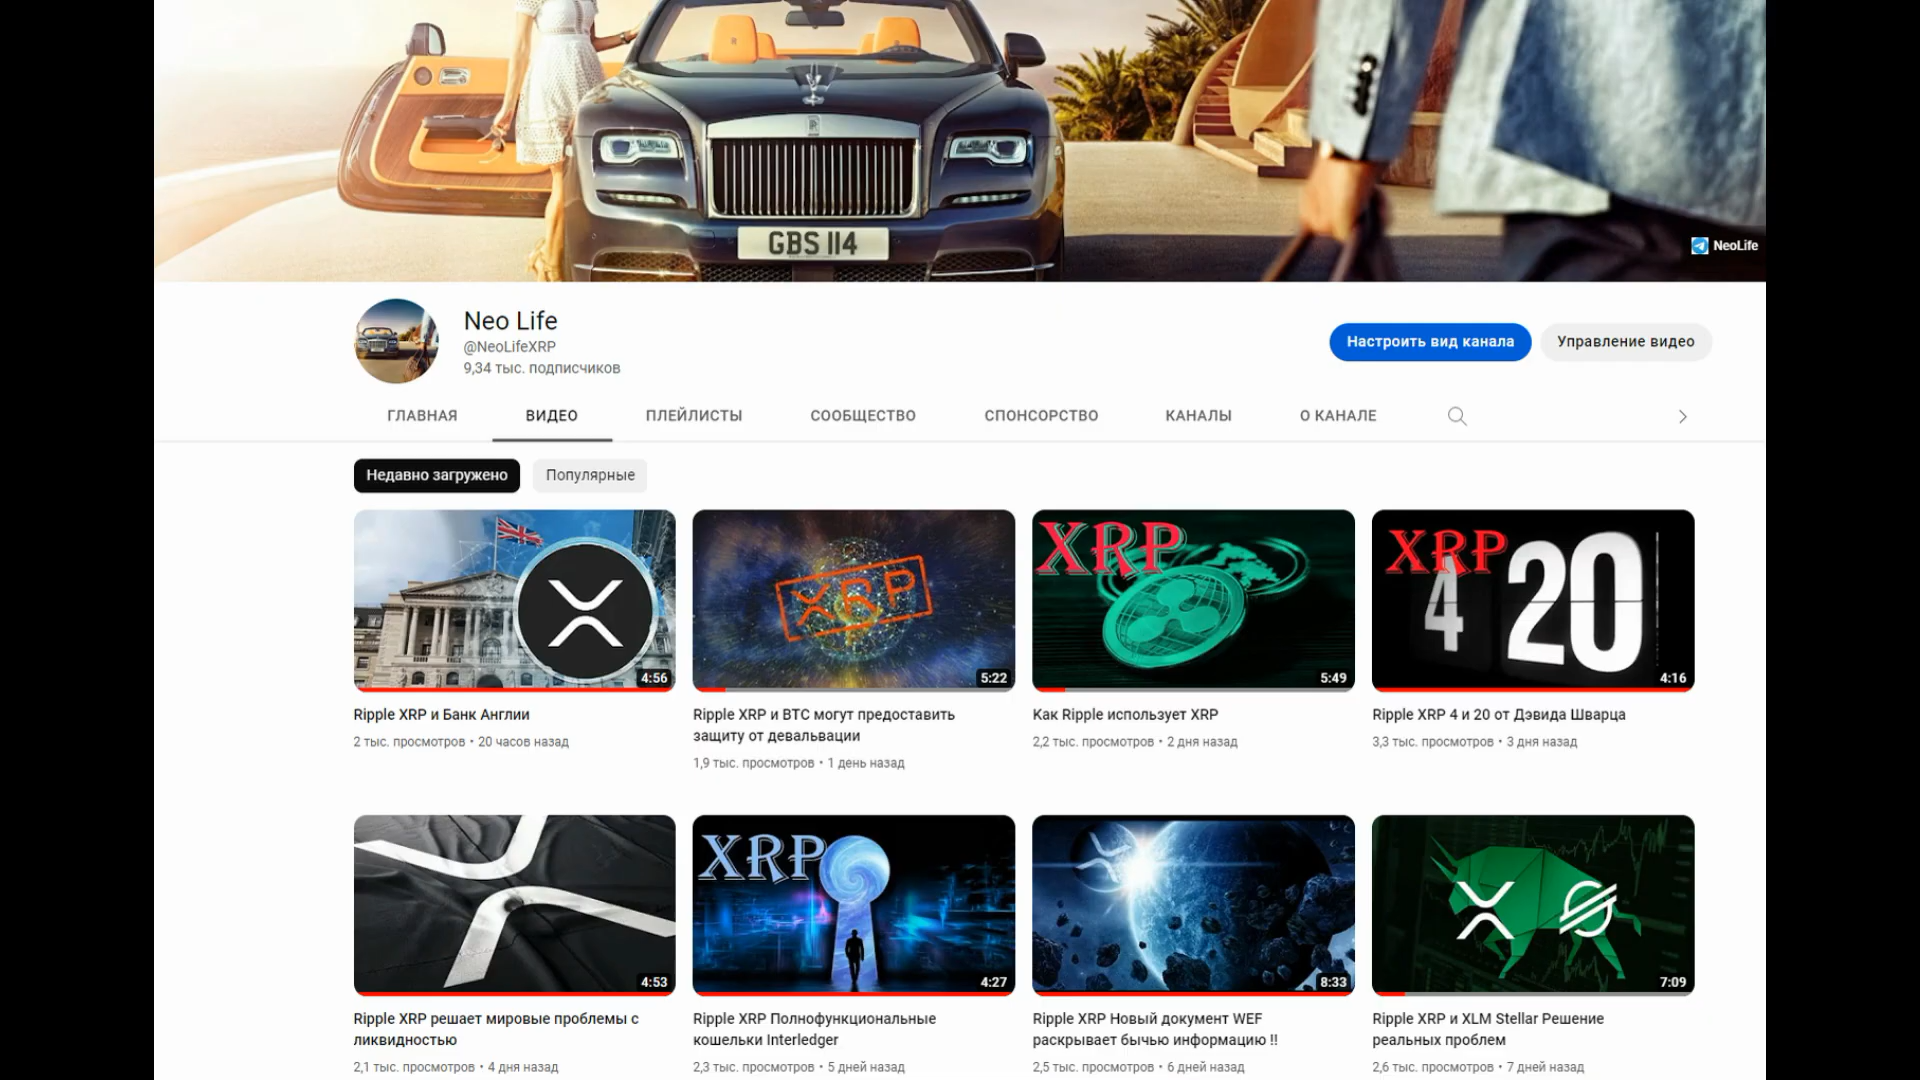 GBS 114
NeoLife
Neo Life
@NeoLifeXRP
9,34 тыс. подписчиков
Настроить вид канала
Управление видео
ГЛАВНАЯ
ВИДЕО
ПЛЕЙЛИСТЫ
СООБЩЕСТВО
СПОНСОРСТВО
КАНАЛЫ
О КАНАЛЕ
Недавно загружено
Популярные
4:56
XRP
5:22
XRP
5:49
XRP
4 20
4:16
Ripple XRP и Банк Англии
2 тыс. просмотров • 20 часов назад
Ripple XRP и BTC могут предоставить
защиту от девальвации
1,9 тыс. просмотров • 1 день назад
Как Ripple использует XRP
2,2 тыс. просмотров • 2 дня назад
Ripple XRP 4 и 20 от Дэвида Шварца
3,3 тыс. просмотров • 3 дня назад
4:53
XRP
4:27
8:33
7:09
Ripple XRP решает мировые проблемы с
ликвидностью
2,1 тыс. просмотров • 4 дня назад
Ripple XRP Полнофункциональные
кошельки Interledger
2,3 тыс. просмотров • 5 дней назад
Ripple XRP Новый документ WEF
раскрывает бычью информацию !!
2,5 тыс. просмотров • 6 дней назад
Ripple XRP и XLM Stellar Решение
реальных проблем
2,6 тыс. просмотров • 7 дней назад